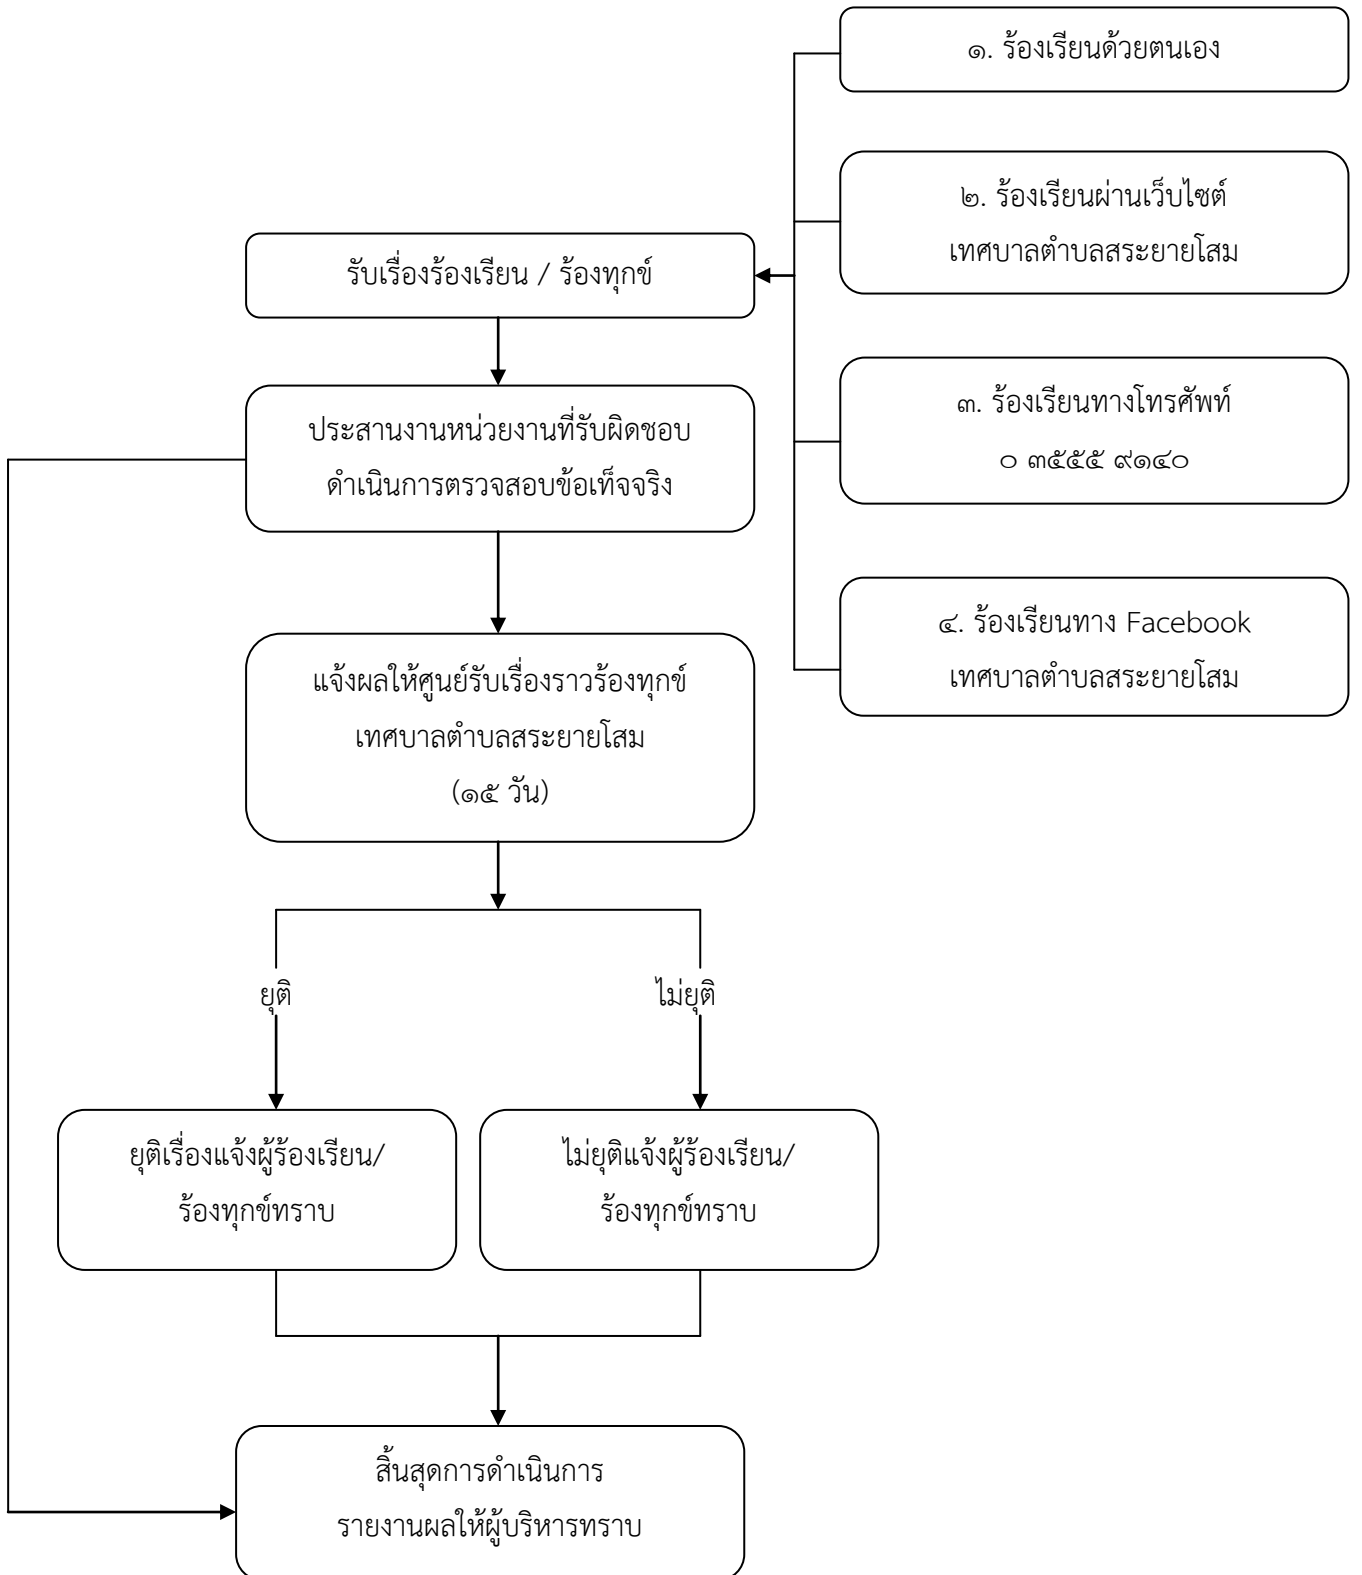 ๑. ร้องเรียนด้วยตนเอง
๒. ร้องเรียนผ่านเว็บไซต์
เทศบาลตำบลสระยายโสม
รับเรื่องร้องเรียน / ร้องทุกข์
๓. ร้องเรียนทางโทรศัพท์
๐ ๓๕๕๕ ๙๑๔๐
ประสานงานหน่วยงานที่รับผิดชอบ
ดำเนินการตรวจสอบข้อเท็จจริง
๔. ร้องเรียนทาง Facebook
เทศบาลตำบลสระยายโสม
แจ้งผลให้ศูนย์รับเรื่องราวร้องทุกข์
เทศบาลตำบลสระยายโสม
(๑๕ วัน)
ยุติ
ไม่ยุติ
ยุติเรื่องแจ้งผู้ร้องเรียน/
ร้องทุกข์ทราบ
ไม่ยุติแจ้งผู้ร้องเรียน/
ร้องทุกข์ทราบ
สิ้นสุดการดำเนินการ
รายงานผลให้ผู้บริหารทราบ